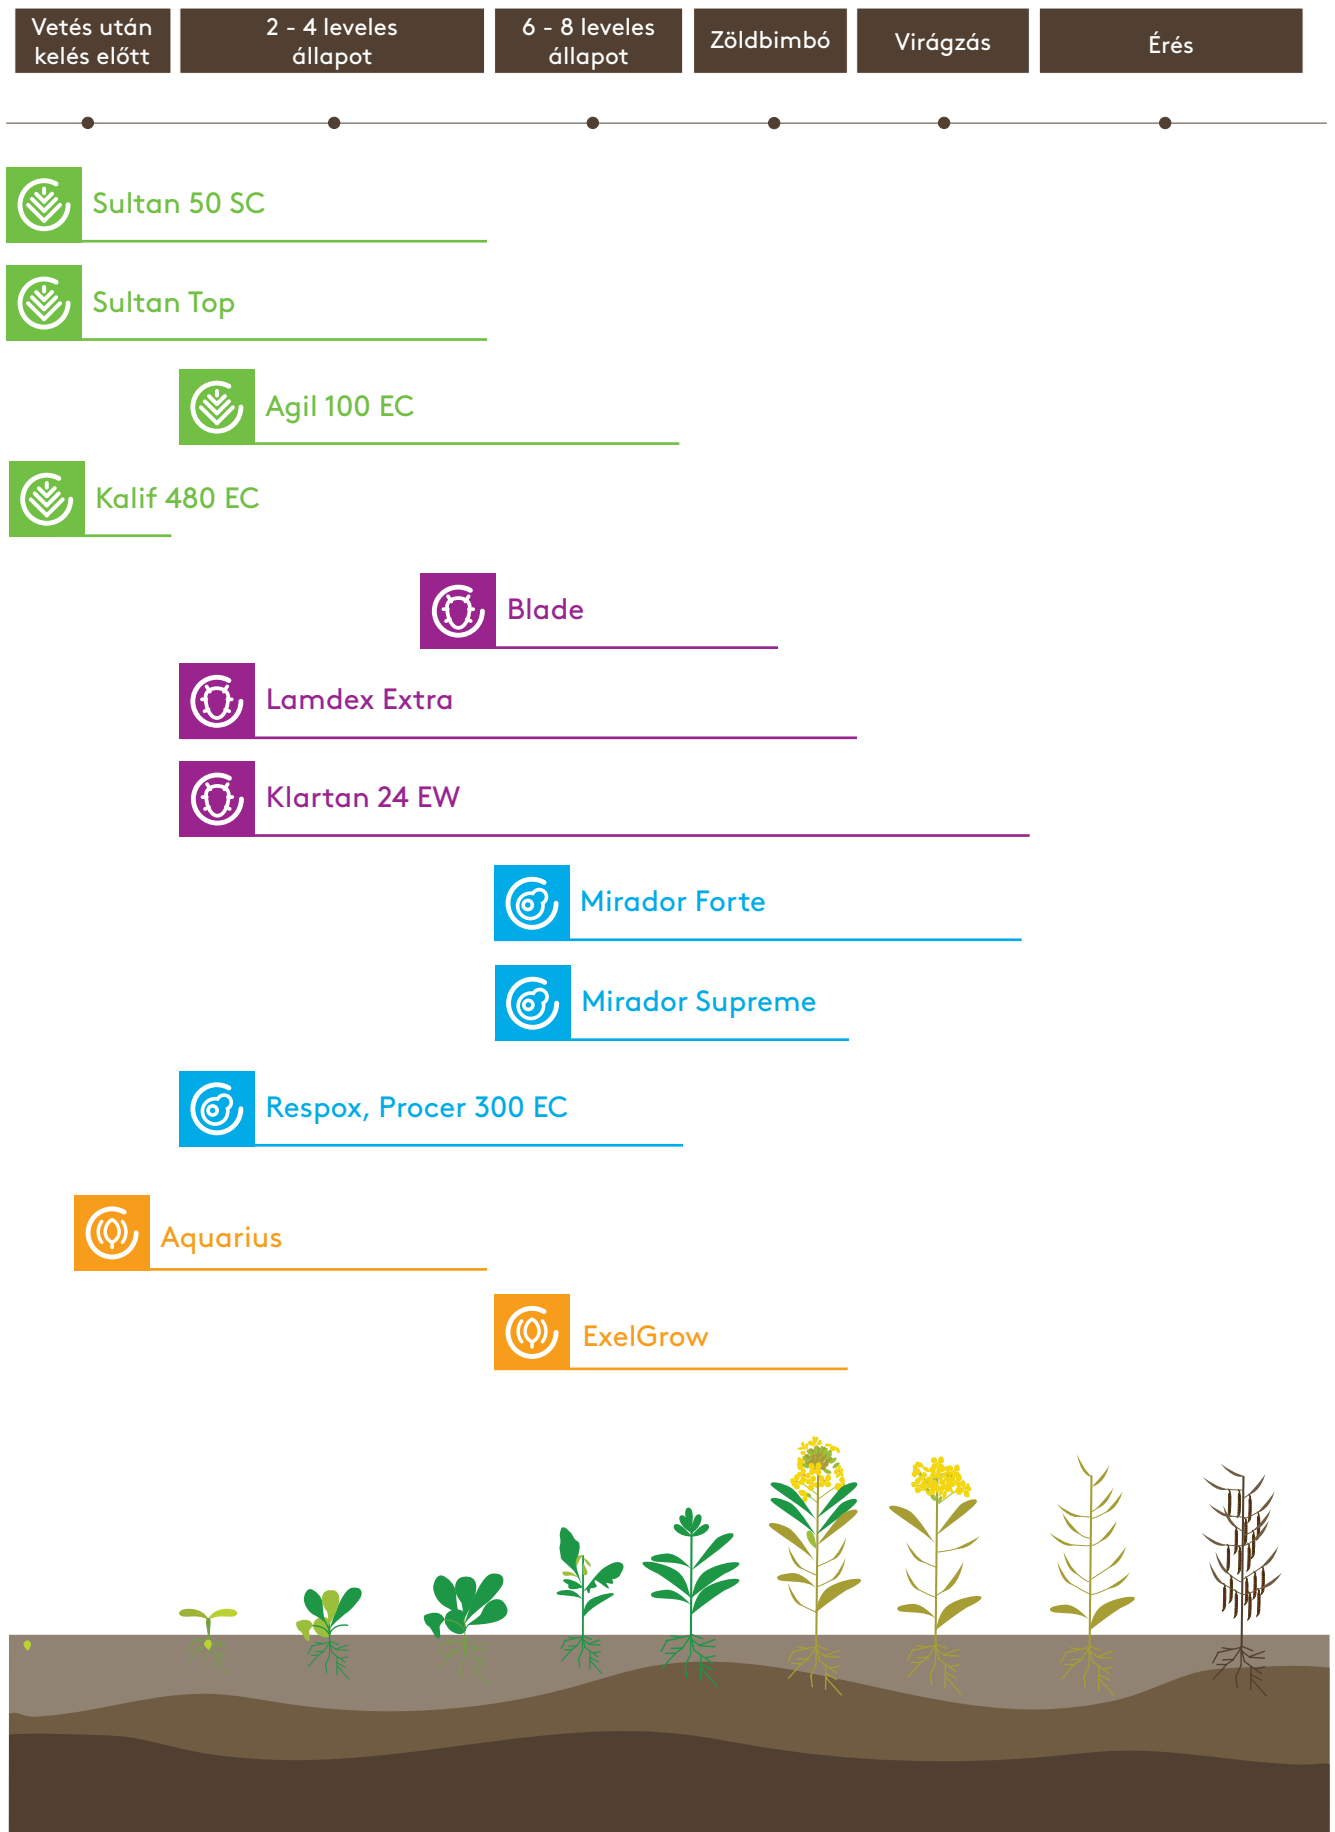 Vetés után
kelés előtt
2 - 4 leveles
állapot
6 - 8 leveles
állapot
Zöldbimbó
Virágzás
Érés
Sultan 50 SC
Sultan Top
Agil 100 EC
Kalif 480 EC
Blade
Lamdex Extra
Klartan 24 EW
Mirador Forte
Mirador Supreme
Respox, Procer 300 EC
Aquarius
ExelGrow